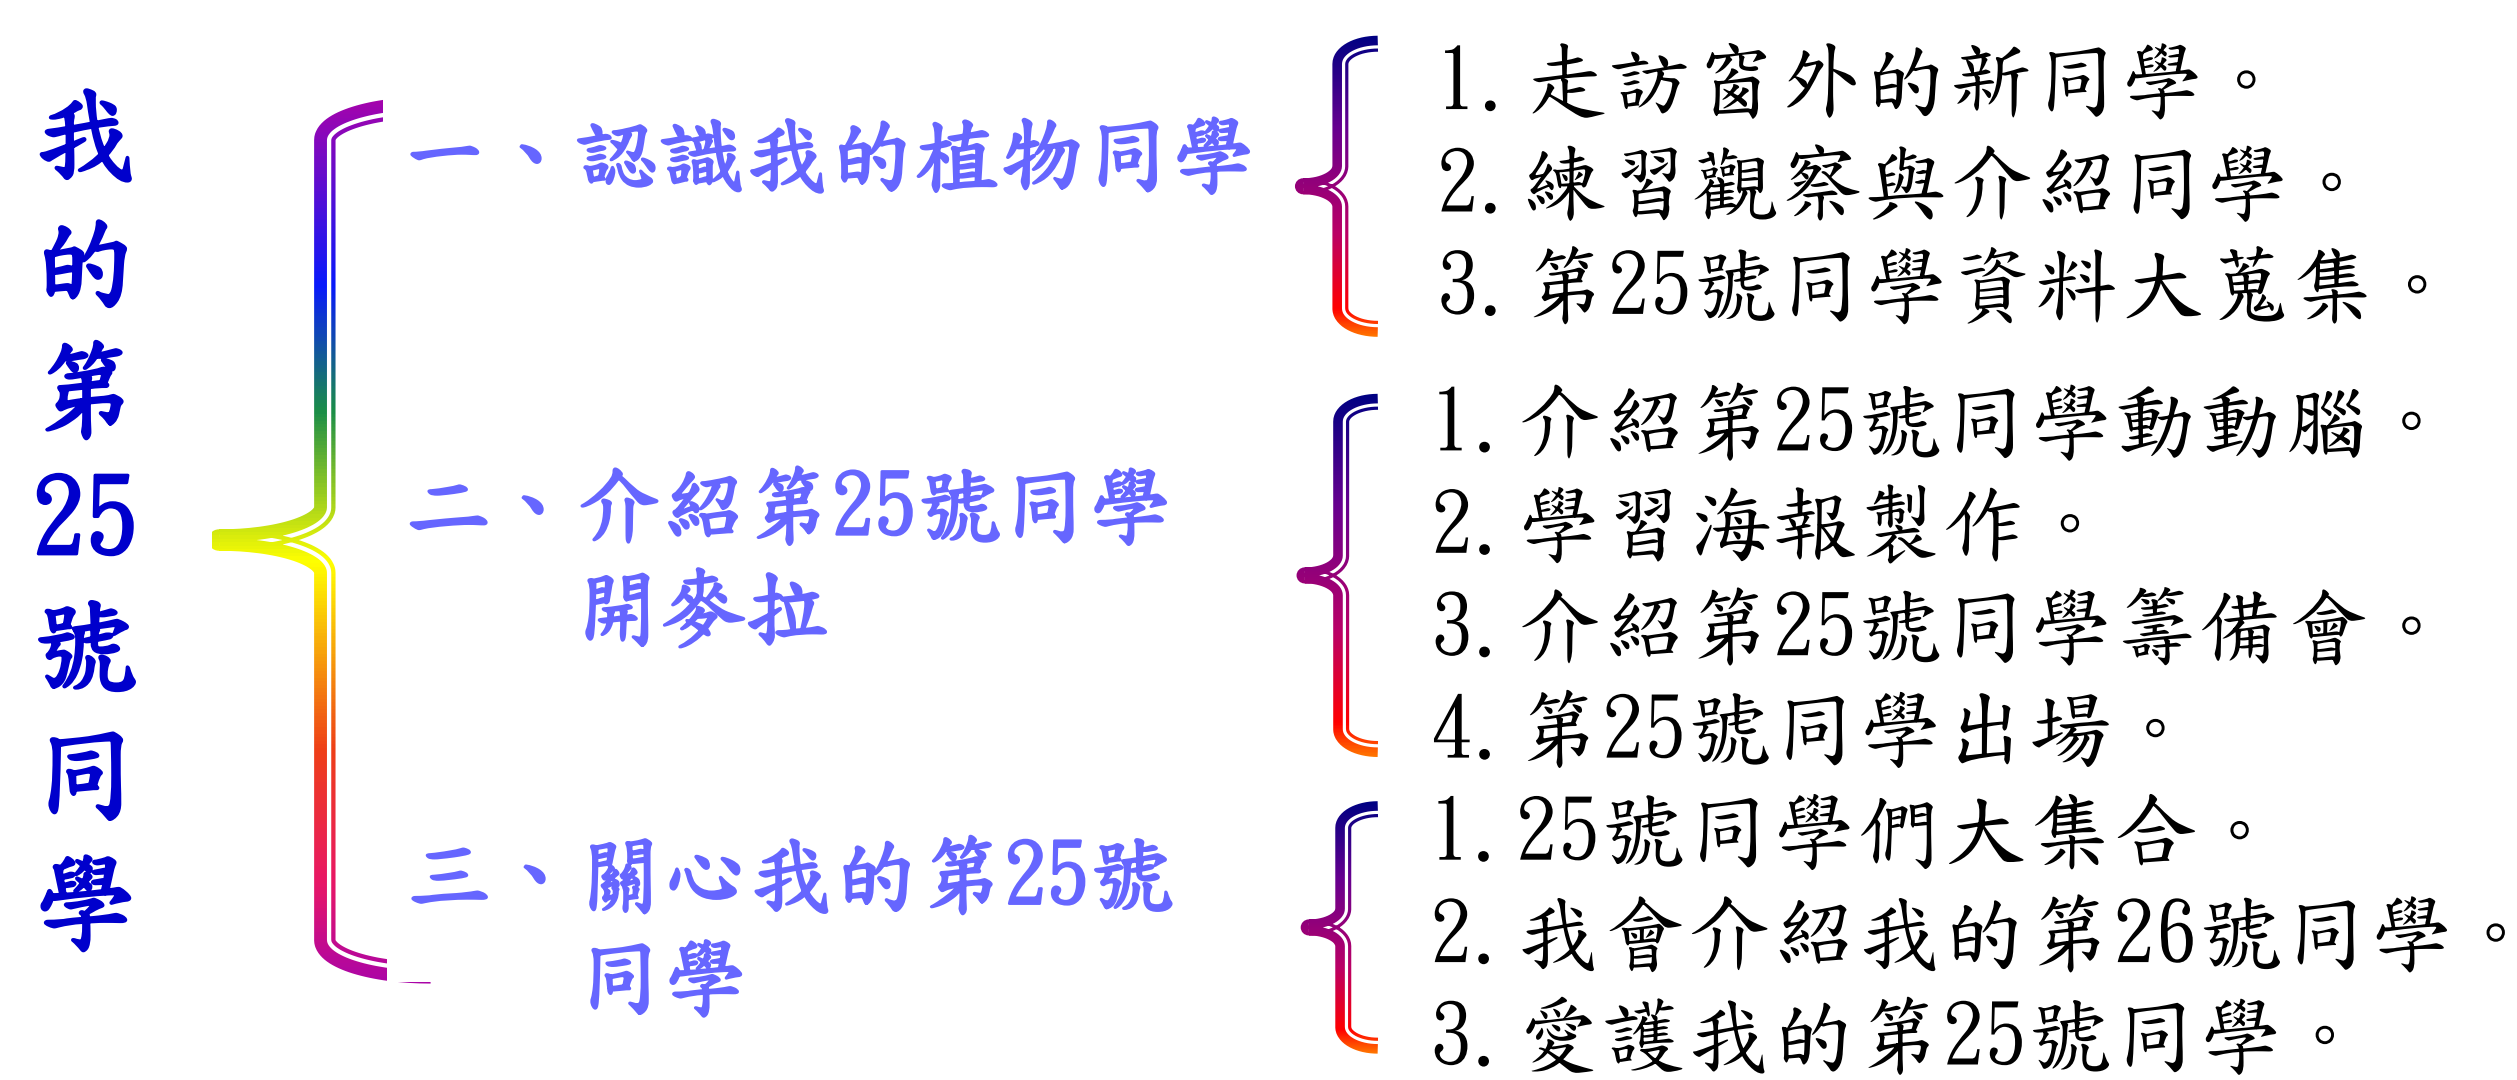 我的第25號同學
一、認識我的植物同學
1. 走訪窗外的新同學。
2. 練習觀察與介紹同學。
3. 第25號同學資料大蒐集。
二、介紹第25號同學
開麥拉
1. 介紹第25號同學動動腦。
2. 學習海報製作。
3. 介紹第25號同學籌備會。
4. 第25號同學出場。
三、關心我的第25號
同學
1. 25號同學們大集合。
2. 我會介紹我的第26號同學。
3. 愛護我的第25號同學。